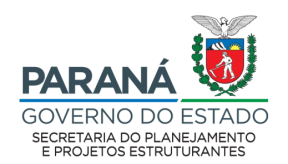 PARANÁ
GOVERNO DO ESTADO
SECRETARIA DO PLANEJAMENTO
E PROJETOS ESTRUTURANTES